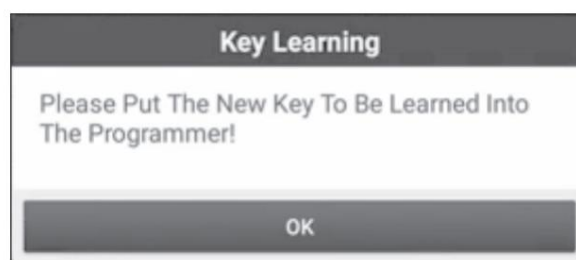 Key Learning
Please Put The New Key To Be Learned Into
The Programmer!
OK